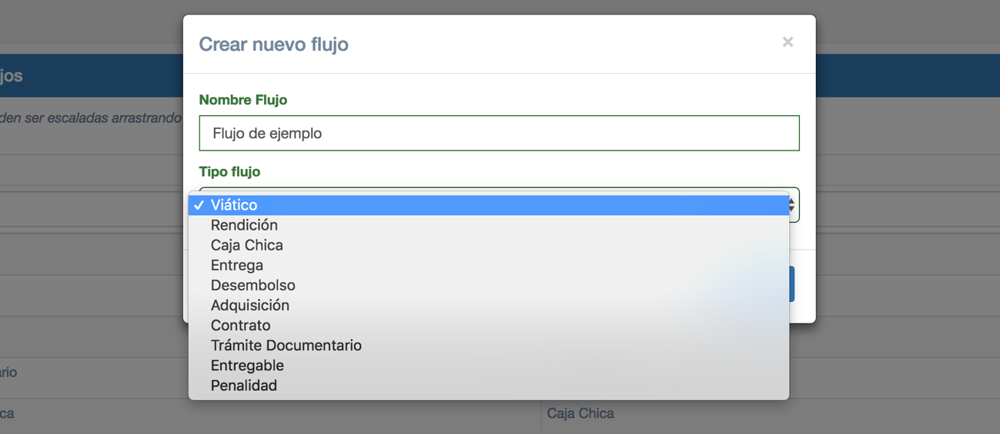 Crear nuevo flujo
×
jos
Nombre Flujo
den ser escaladas arrastrando
Flujo de ejemplo
Tipo flujo
✓ Viático
Rendición
Caja Chica
Entrega
Desembolso
Adquisición
Contrato
Trámite Documentario
Entregable
ario
Penalidad
ca
Caja Chica